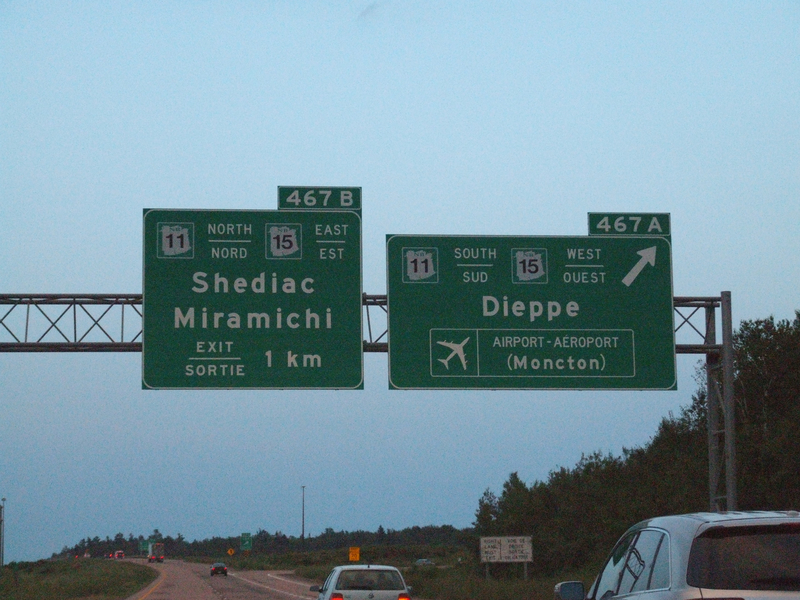 467 B
11 NORTH NORD 15 EAST EST
Shediac
Miramichi
EXIT SORTIE 1 km
467 A
11 SOUTH SUD 15 WEST OUEST
Dieppe
AIRPORT - AÉROPORT
(Moncton)